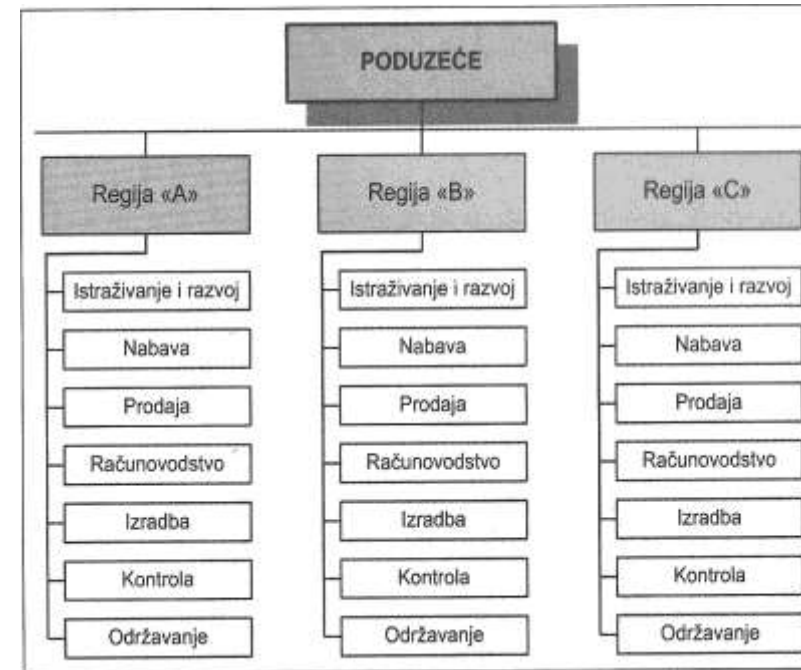 PODUZEĆE
Regija «A»
Istraživanje i razvoj
Nabava
Prodaja
Računovodstvo
Izradba
Kontrola
Održavanje
Regija «B»
Istraživanje i razvoj
Nabava
Prodaja
Računovodstvo
Izradba
Kontrola
Održavanje
Regija «C»
Istraživanje i razvoj
Nabava
Prodaja
Računovodstvo
Izradba
Kontrola
Održavanje